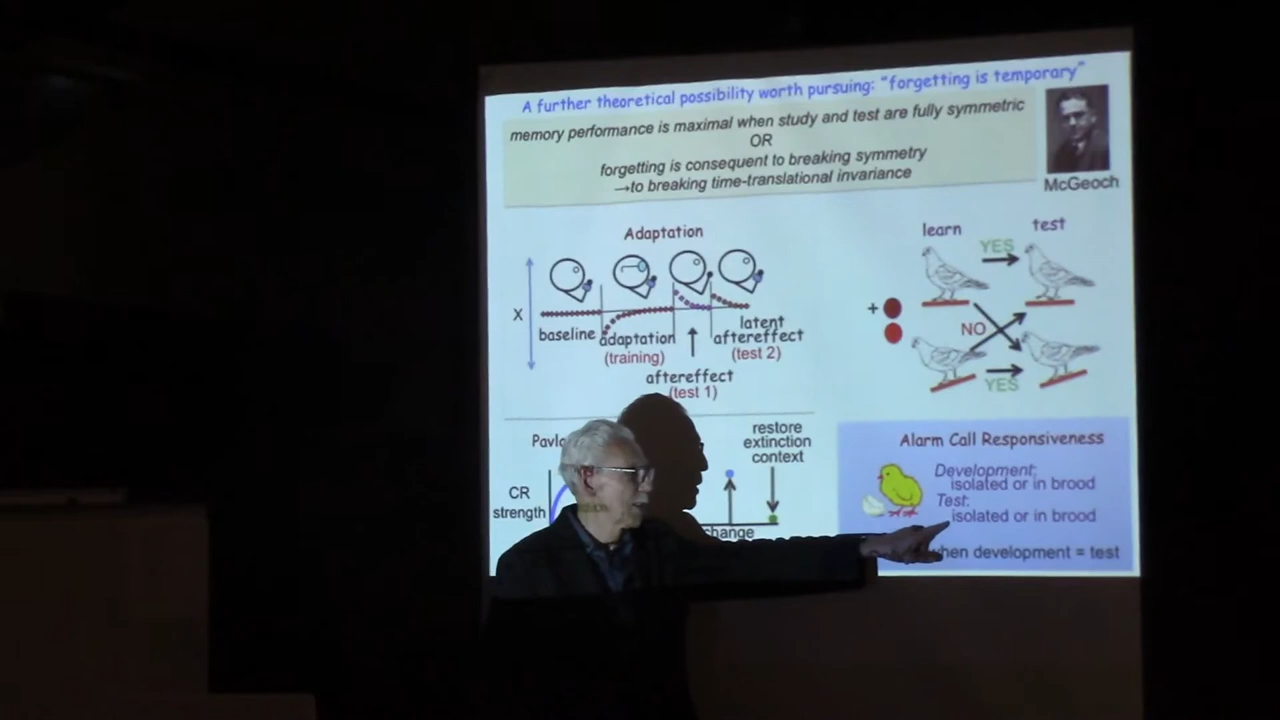 A further theoretical possibility worth pursuing: "forgetting is temporary"
memory performance is maximal when study and test are fully symmetric
OR
forgetting is consequent to breaking symmetry
→to breaking time-translational invariance
McGeoch
Adaptation
X
baseline
adaptation
(training)
aftereffect
(test 1)
latent
aftereffect
(test 2)
learn
test
YES
+
NO
YES
CR
strength
restore
extinction
context
Alarm Call Responsiveness
Development:
isolated or in brood
Test:
isolated or in brood
when development = test